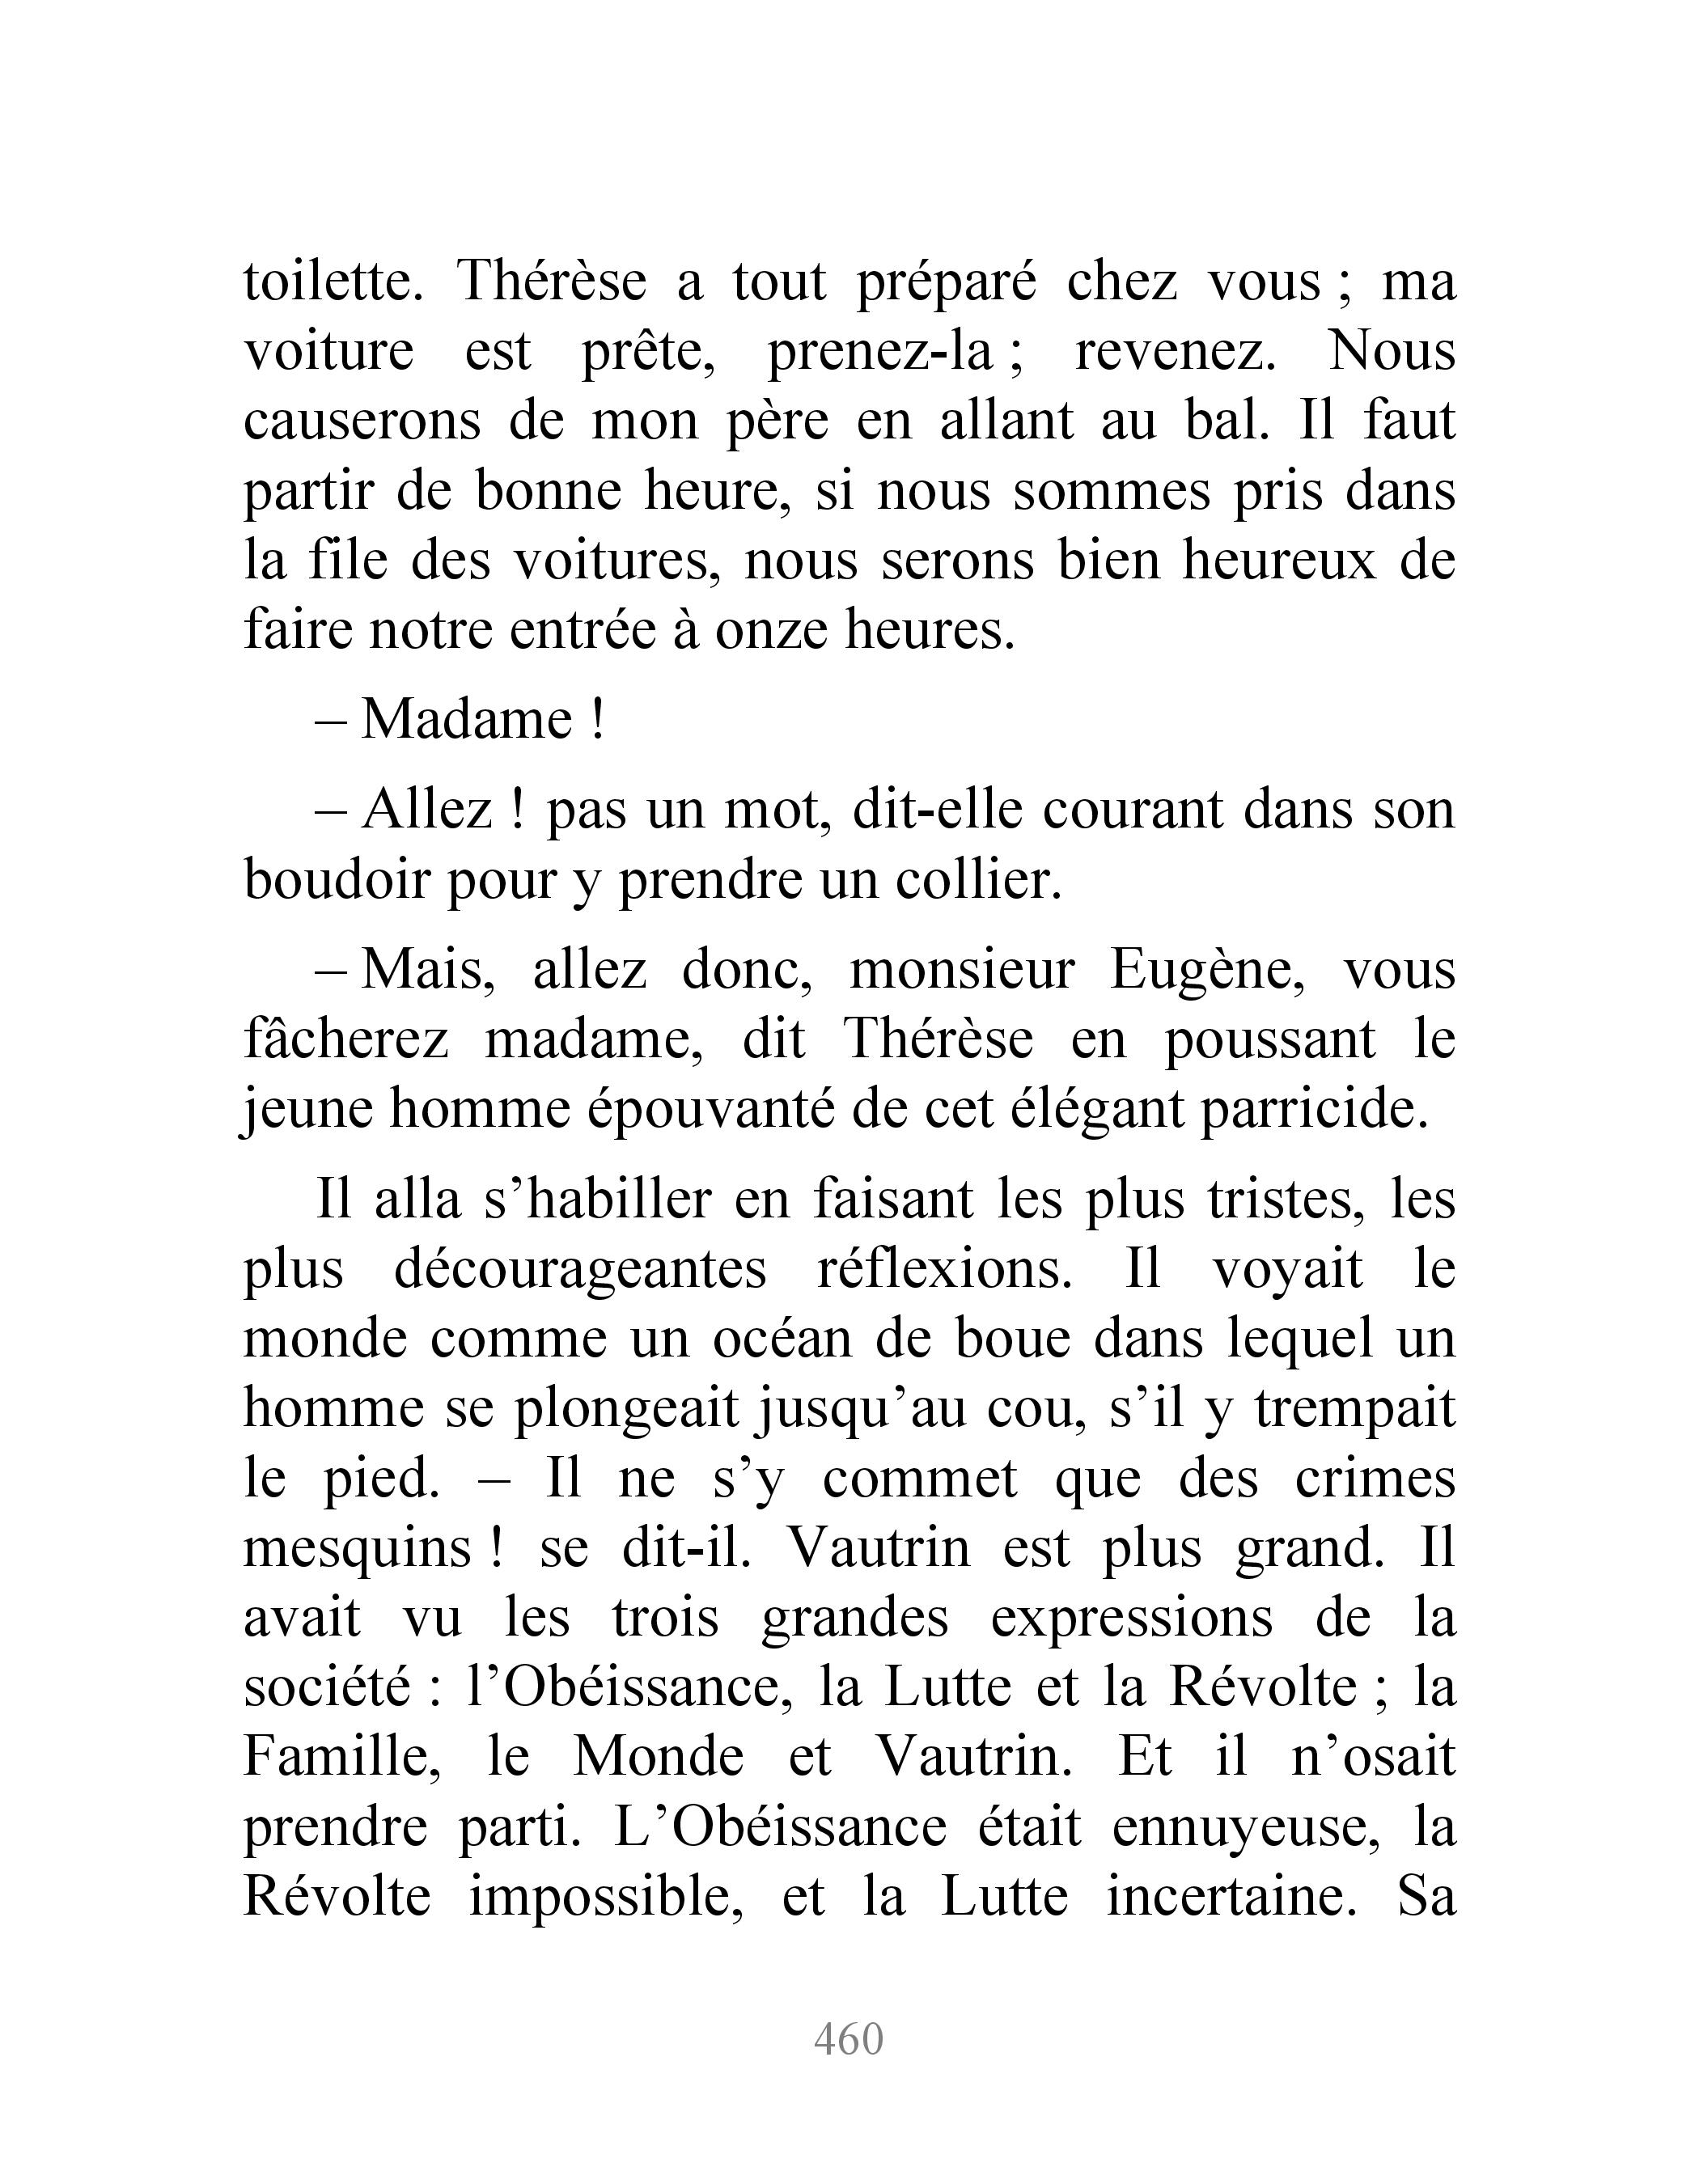 toilette. Thérèse a tout préparé chez vous ; ma
voiture est prête, prenez-la ; revenez. Nous
causerons de mon père en allant au bal. Il faut
partir de bonne heure, si nous sommes pris dans
la file des voitures, nous serons bien heureux de
faire notre entrée à onze heures.
– Madame !
– Allez ! pas un mot, dit-elle courant dans son
boudoir pour y prendre un collier.
– Mais, allez donc, monsieur Eugène, vous
fâcherez madame, dit Thérèse en poussant le
jeune homme épouvanté de cet élégant parricide.
Il alla s’habiller en faisant les plus tristes, les
plus décourageantes réflexions. Il voyait le
monde comme un océan de boue dans lequel un
homme se plongeait jusqu’au cou, s’il y trempait
le pied. – Il ne s’y commet que des crimes
mesquins ! se dit-il. Vautrin est plus grand. Il
avait vu les trois grandes expressions de la
société : l’Obéissance, la Lutte et la Révolte ; la
Famille, le Monde et Vautrin. Et il n’osait
prendre parti. L’Obéissance était ennuyeuse, la
Révolte impossible, et la Lutte incertaine. Sa
460